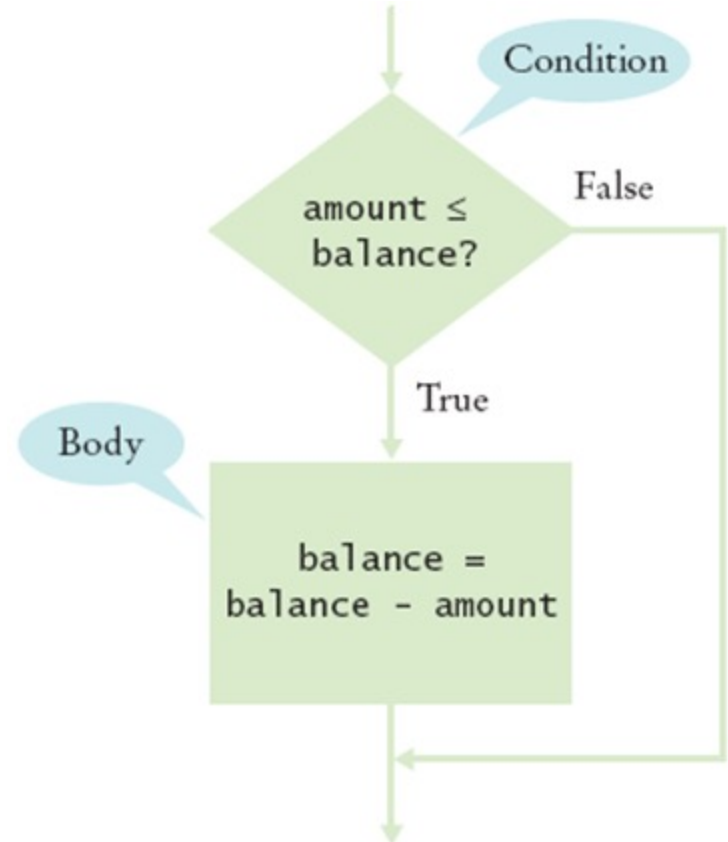 Condition
False
amount ≤
balance?
True
Body
balance =
balance - amount